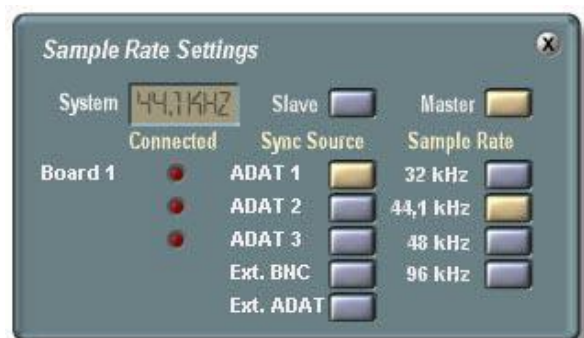 Sample Rate Settings
X
System 44.1KHZ Slave Master
Connected Sync Source Sample Rate
Board 1 ADAT 1 32 kHz
ADAT 2 44,1 kHz
ADAT 3 48 kHz
Ext. BNC 96 kHz
Ext. ADAT